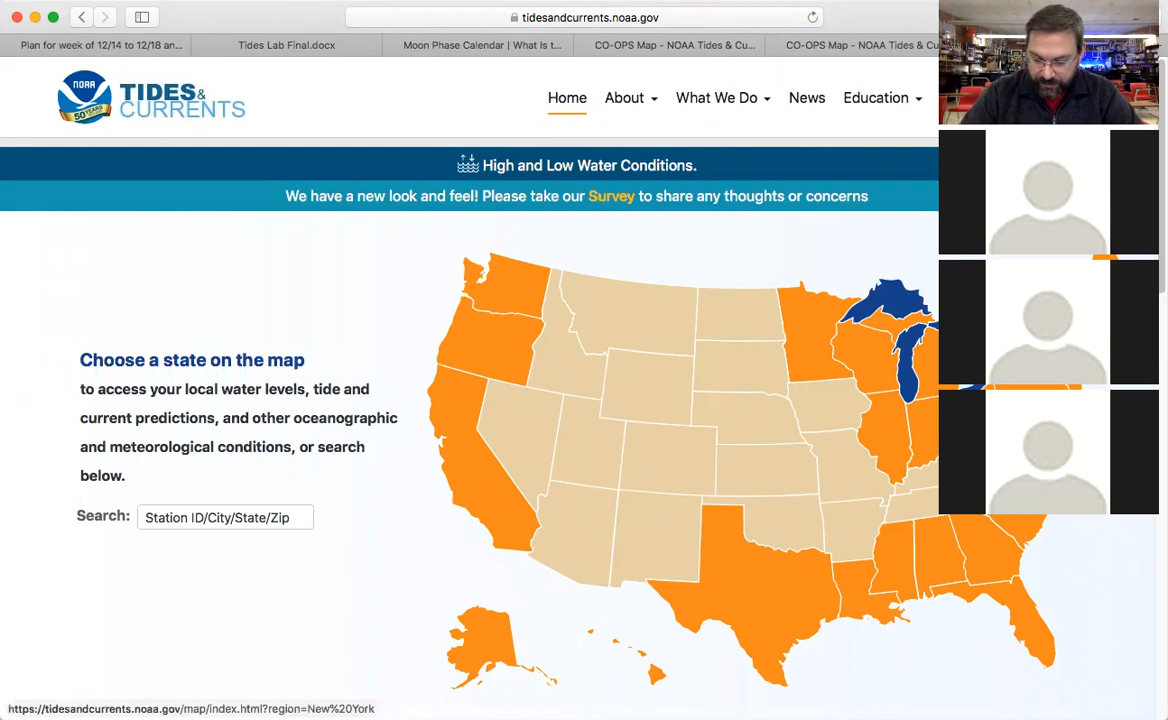 tidesandcurrents.noaa.gov
Plan for week of 12/14 to 12/18 an...
Tides Lab Final.docx
Moon Phase Calendar | What Is t...
CO-OPS Map - NOAA Tides & Cu...
CO-OPS Map - NOAA Tides & Cu
NOAA
50 YEARS
TIDES &
CURRENTS
Home About What We Do News Education
High and Low Water Conditions.
We have a new look and feel! Please take our Survey to share any thoughts or concerns
Choose a state on the map
to access your local water levels, tide and
current predictions, and other oceanographic
and meteorological conditions, or search
below.
Search: Station ID/City/State/Zip
https://tidesandcurrents.noaa.gov/map/index.html?region=New%20York